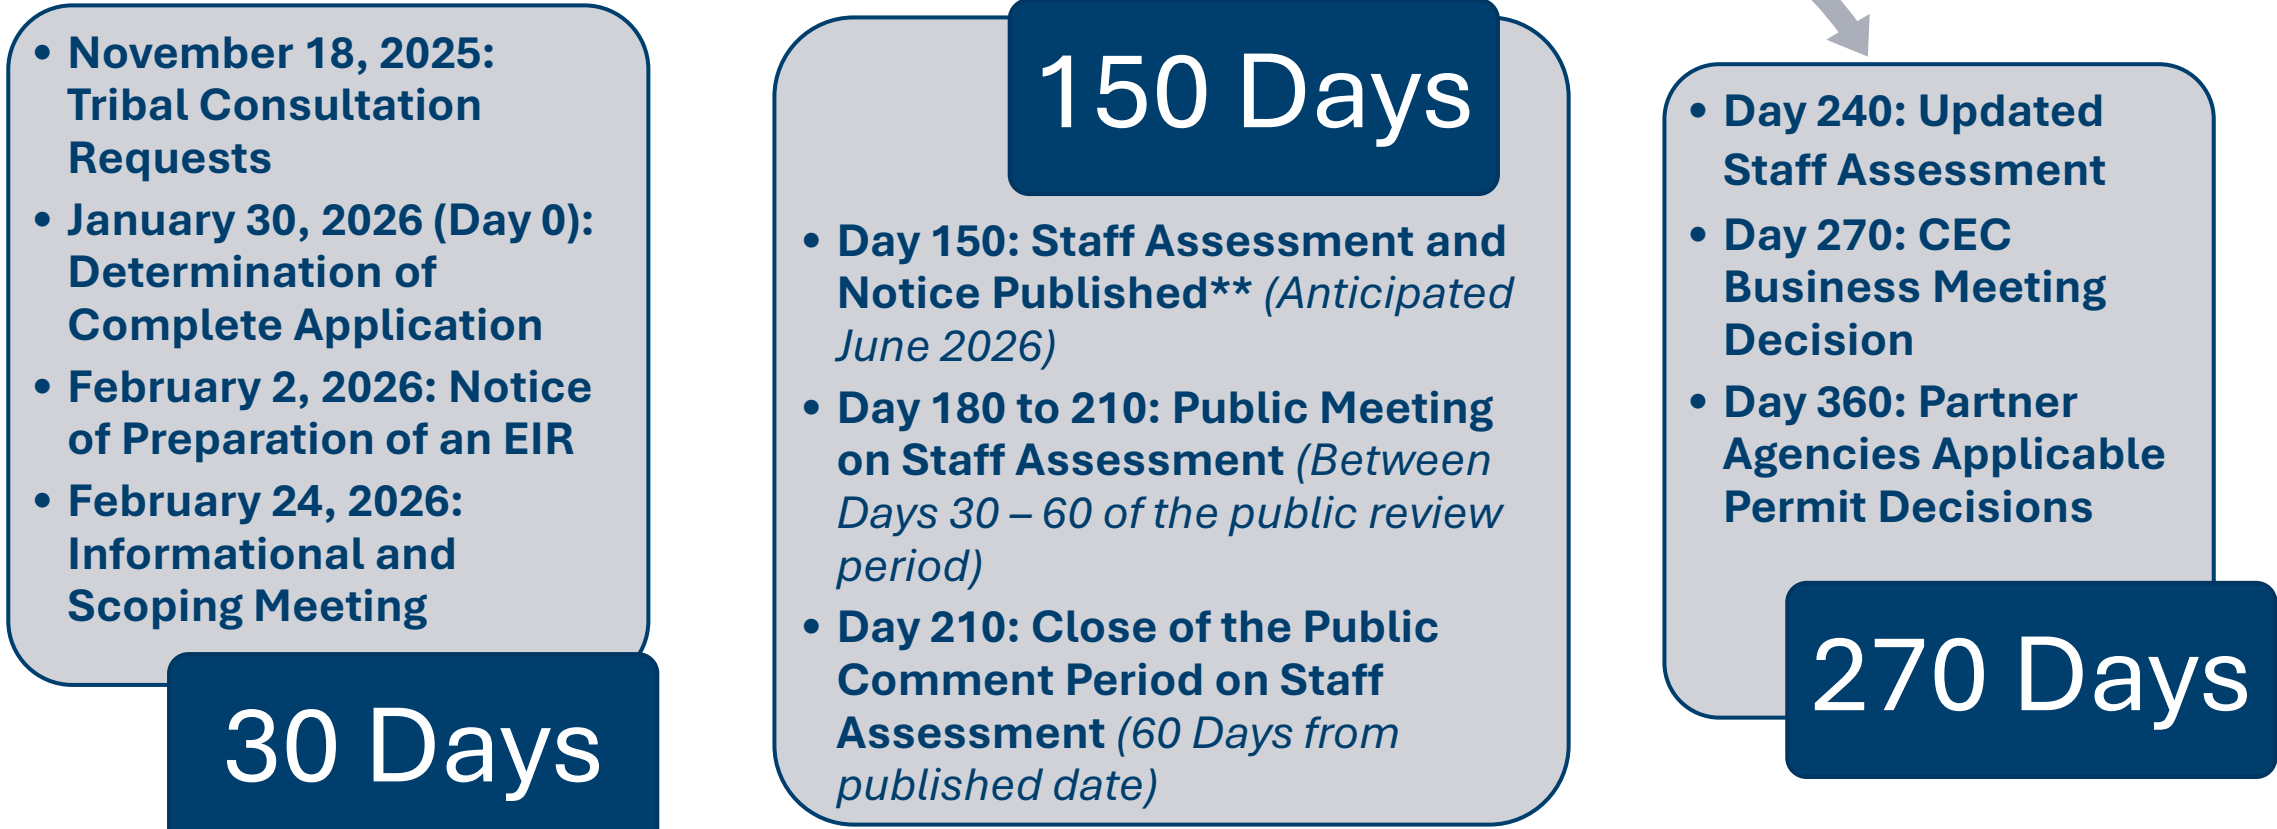 • November 18, 2025:
Tribal Consultation
Requests
• January 30, 2026 (Day 0):
Determination of
Complete Application
• February 2, 2026: Notice
of Preparation of an EIR
• February 24, 2026:
Informational and
Scoping Meeting
30 Days
150 Days
• Day 150: Staff Assessment and
Notice Published** (Anticipated
June 2026)
• Day 180 to 210: Public Meeting
on Staff Assessment (Between
Days 30 – 60 of the public review
period)
• Day 210: Close of the Public
Comment Period on Staff
Assessment (60 Days from
published date)
• Day 240: Updated
Staff Assessment
• Day 270: CEC
Business Meeting
Decision
• Day 360: Partner
Agencies Applicable
Permit Decisions
270 Days